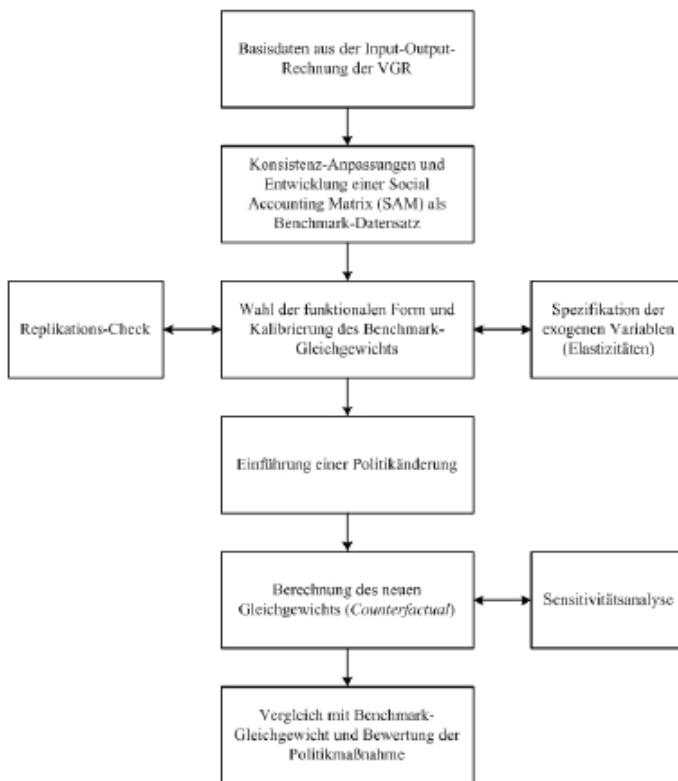 Basisdaten aus der Input-Output-
Rechnung der VGR
Konsistenz-Anpassungen und
Entwicklung einer Social
Accounting Matrix (SAM) als
Benchmark-Datensatz
Replikations-Check
Wahl der funktionalen Form und
Kalibrierung des Benchmark-
Gleichgewichts
Spezifikation der
exogenen Variablen
(Elastizitäten)
Einführung einer Politikänderung
Berechnung des neuen
Gleichgewichts (Counterfactual)
Sensitivitätsanalyse
Vergleich mit Benchmark-
Gleichgewicht und Bewertung der
Politikmaßnahme